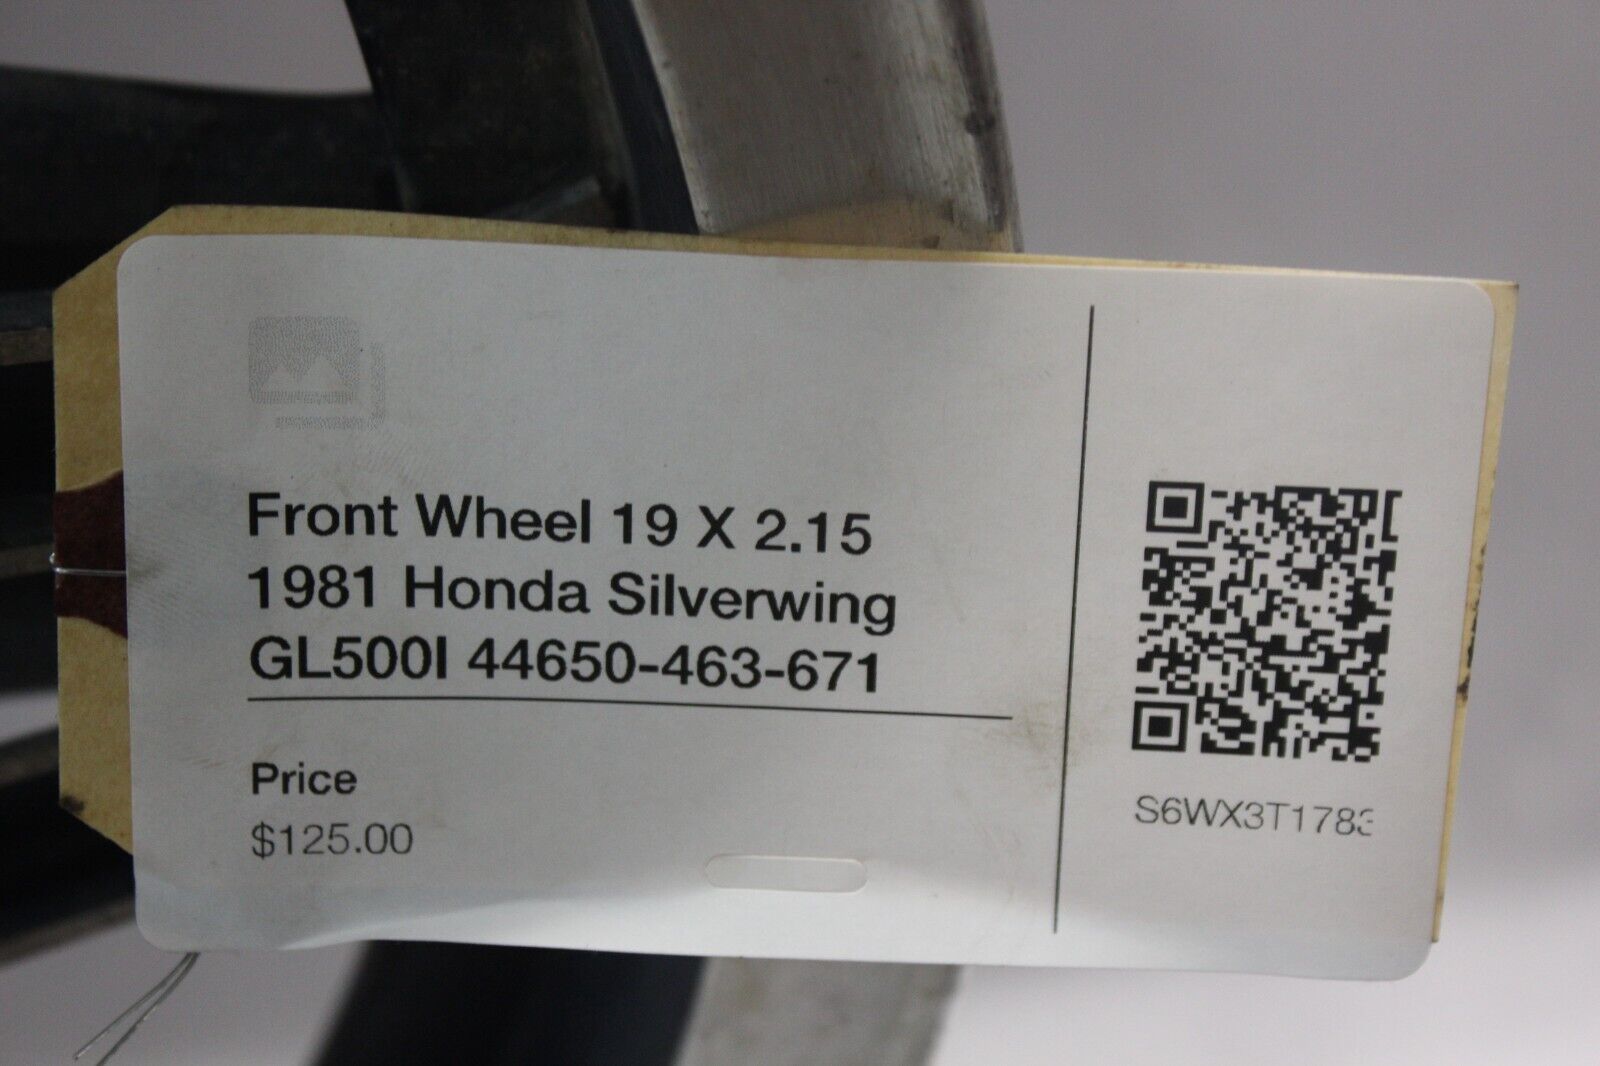 Front Wheel 19 X 2.15
1981 Honda Silverwing
GL500I 44650-463-671
Price
$125.00
S6WX3T1783